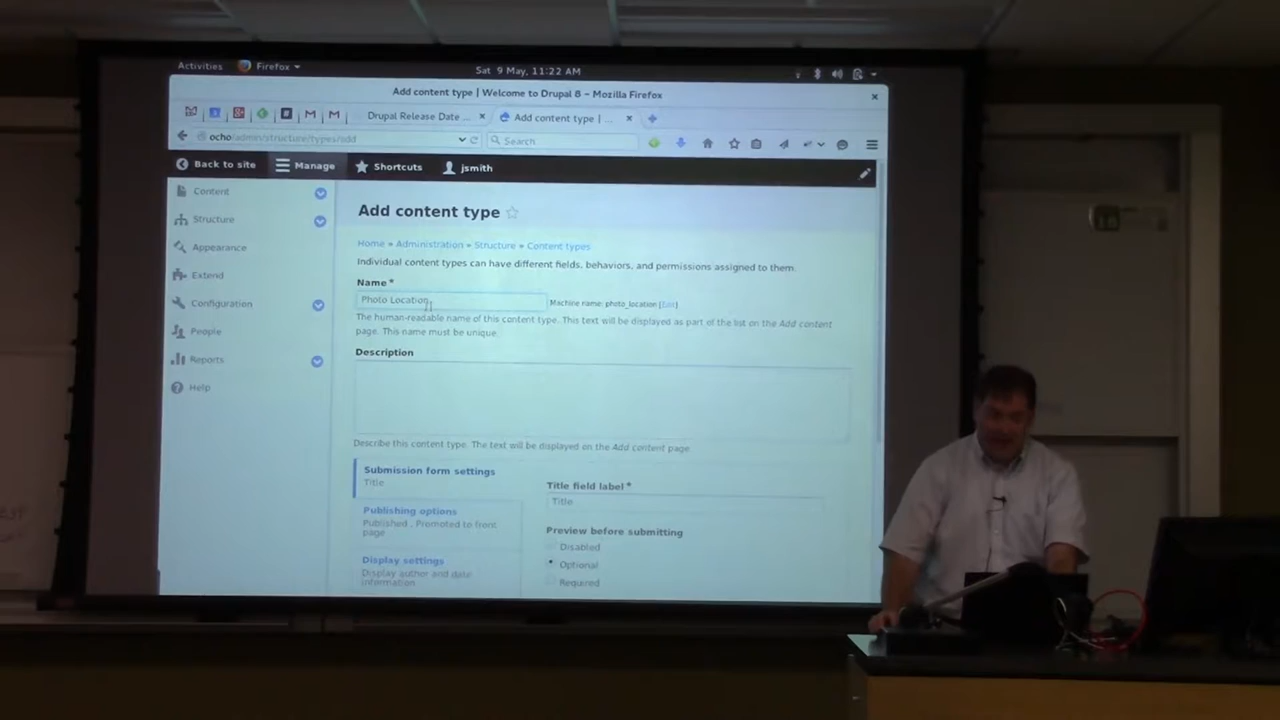 Activities Firefox Sat 9 May, 11:22 AM
Add content type | Welcome to Drupal 8 – Mozilla Firefox
Drupal Release Date ... Add content type | ...
ocho/admin/structure/types/add Search
Back to site Manage Shortcuts jsmith
Content
Structure
Appearance
Extend
Configuration
People
Reports
Help
Add content type
Home » Administration » Structure » Content types
Individual content types can have different fields, behaviors, and permissions assigned to them.
Name *
Photo Location Machine name: photo_location [Edit]
The human-readable name of this content type. This text will be displayed as part of the list on the Add content
page. This name must be unique.
Description
Describe this content type. The text will be displayed on the Add content page.
Submission form settings
Title
Publishing options
Published , Promoted to front
page
Display settings
Display author and date
information
Title field label *
Title
Preview before submitting
Disabled
Optional
Required